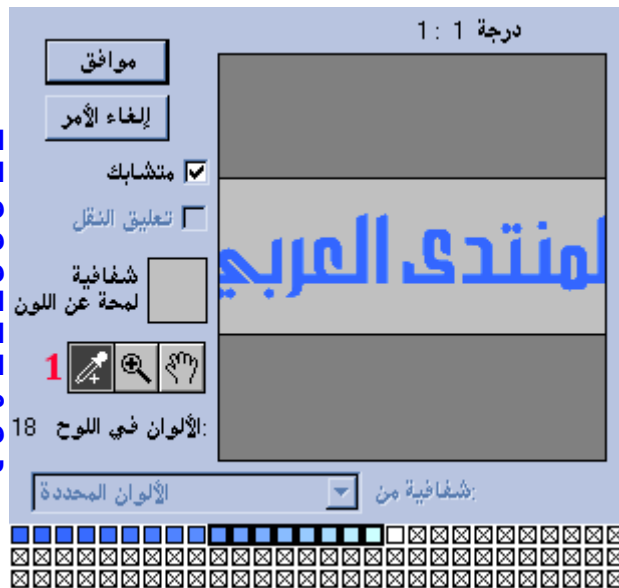 درجة 1 : 1
موافق
إلغاء الأمر
متشابك
تعليق النقل
لمنتدى العربي
شفافية
لمحة عن اللون
1
الألوان في اللوح: 18
شفافية من:
الألوان المحددة